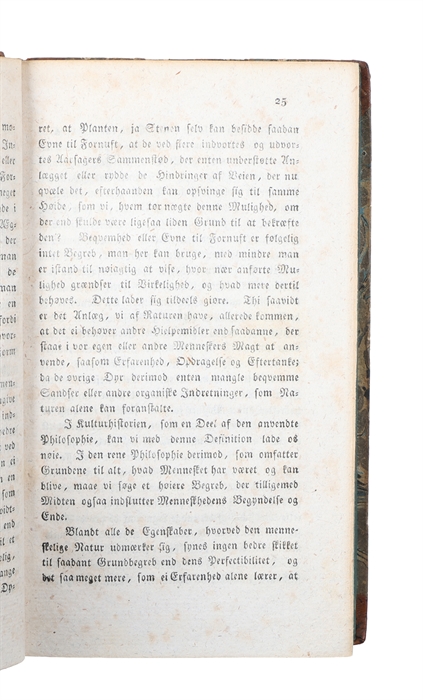 25
ret, at Planten, ja Stenen selv kan besidde saadan
Evne til Fornuft, at de ved flere indvortes og udvor-
tes Aarsagers Sammenstød, der enten understøtte An-
lægget eller rydde de Hindringer af Veien, der nu
qvæle det, efterhaanden kan opsvinge sig til samme
Høide, som vi, hvem tør nægte denne Mulighed, om
der end skuldt være ligesaa liden Grund til at bekræfte
den? Beqvemhed eller Evne til Fornuft er følgelig
intet Begreb, man her kan bruge, med mindre man
er istand til nøiagtig at vise, hvor nær anførte Mu-
lighed grændser til Virkelighed, og hvad mere dertil
behøves. Dette lader sig tildeels giøre. Thi saavidt
er det Anlæg, vi af Naturen have, allerede kommen,
at det ei behøver andre Hielpemidler end saadanne, der
staae i vor egen eller andre Menneskers Magt at an-
vende, saasom Erfarenhed, Opdragelse og Eftertanke;
da de øvrige Dyr derimod enten mangle beqvemme
Sandser eller andre organiske Indretninger, som Na-
turen alene kan foranstalte.
I Kulturhistorien, som en Deel af den anvendte
Philosophie, kan vi med denne Definition lade os
nøie. I den rene Philosophie derimod, som omfatter
Grundene til alt, hvad Mennesket har været og kan
blive, maae vi søge et høiere Begreb, der tilligemed
Midten ogsaa indslutter Menneskhedens Begyndelse og
Ende.
Blandt alle de Egenskaber, hvorved den menne-
skelige Natur udmærker sig, synes ingen bedre skikket
til saadant Grundbegreb end dens Perfectibilitet, og
det saa meget mere, som ei Erfarenhed alene lærer, at